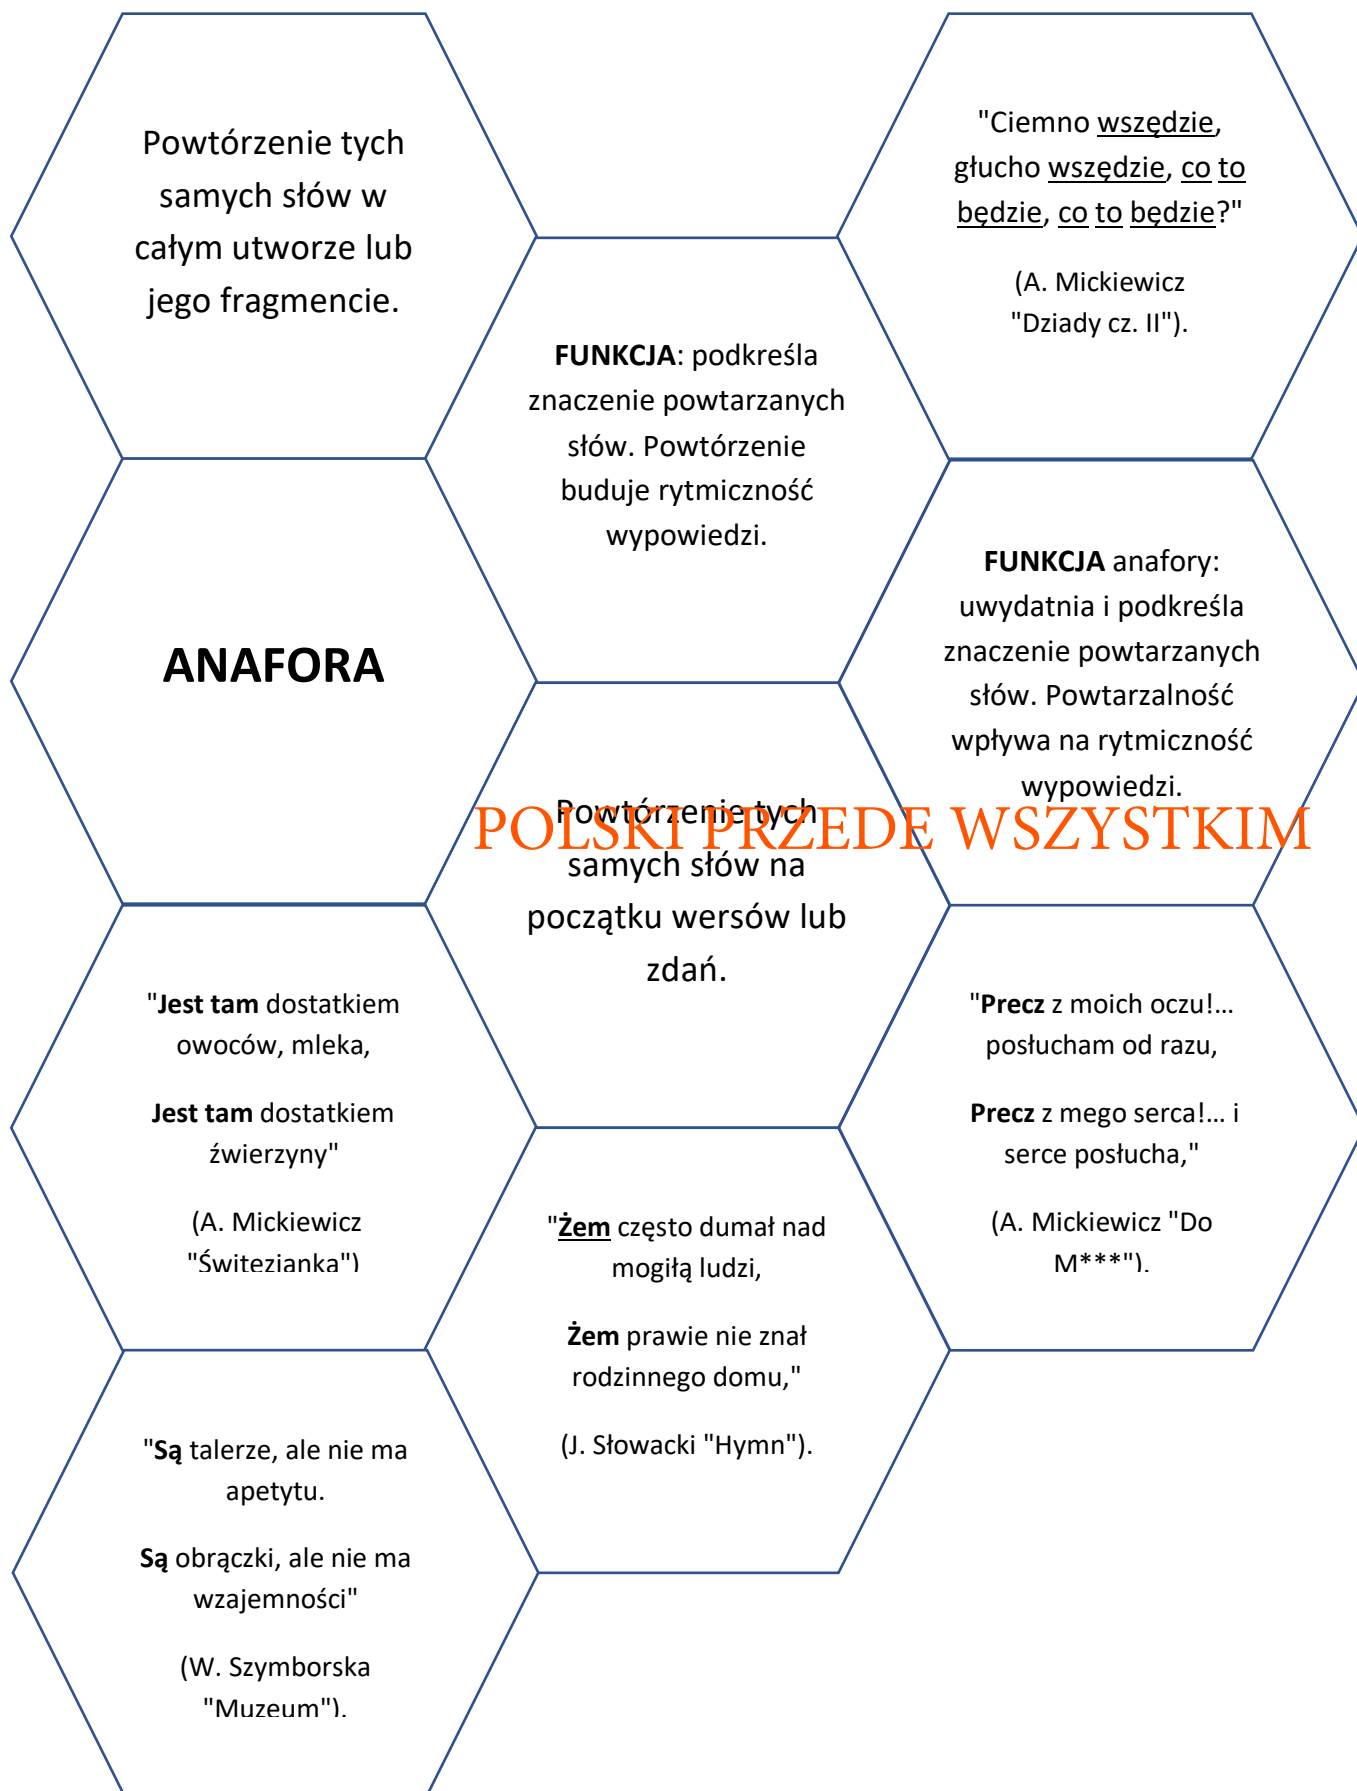 Powtórzenie tych
samych słów w
całym utworze lub
jego fragmencie.
"Ciemno wszędzie,
głucho wszędzie, co to
będzie, co to będzie?"
(A. Mickiewicz
"Dziady cz. II").
FUNKCJA: podkreśla
znaczenie powtarzanych
słów. Powtórzenie
buduje rytmiczność
wypowiedzi.
ANAFORA
FUNKCJA anafory:
uwydatnia i podkreśla
znaczenie powtarzanych
słów. Powtarzalność
wpływa na rytmiczność
wypowiedzi.
Powtórzenie tych
samych słów na
początku wersów lub
zdań.
POLSKI PRZEDE WSZYSTKIM
"Jest tam dostatkiem
owoców, mleka,
Jest tam dostatkiem
źwierzyny"
(A. Mickiewicz
"Świtezianka")
"Precz z moich oczu!...
posłucham od razu,
Precz z mego serca!... i
serce posłucha,"
(A. Mickiewicz "Do
M***").
"Żem często dumał nad
mogiłą ludzi,
Żem prawie nie znał
rodzinnego domu,"
(J. Słowacki "Hymn").
"Są talerze, ale nie ma
apetytu.
Są obrączki, ale nie ma
wzajemności"
(W. Szymborska
"Muzeum").